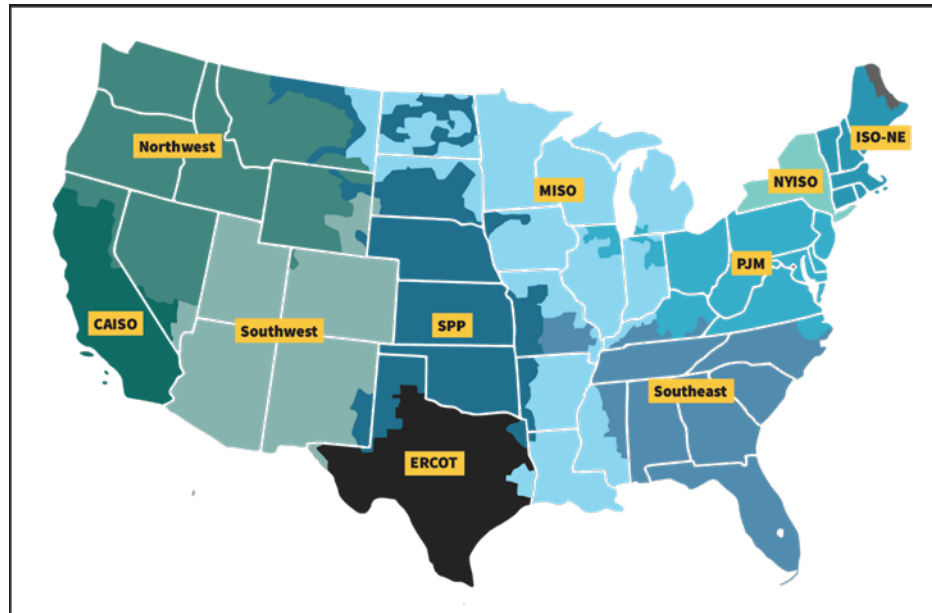 ISO-NE
Northwest
NYISO
MISO
PJM
CAISO
Southwest
SPP
Southeast
ERCOT